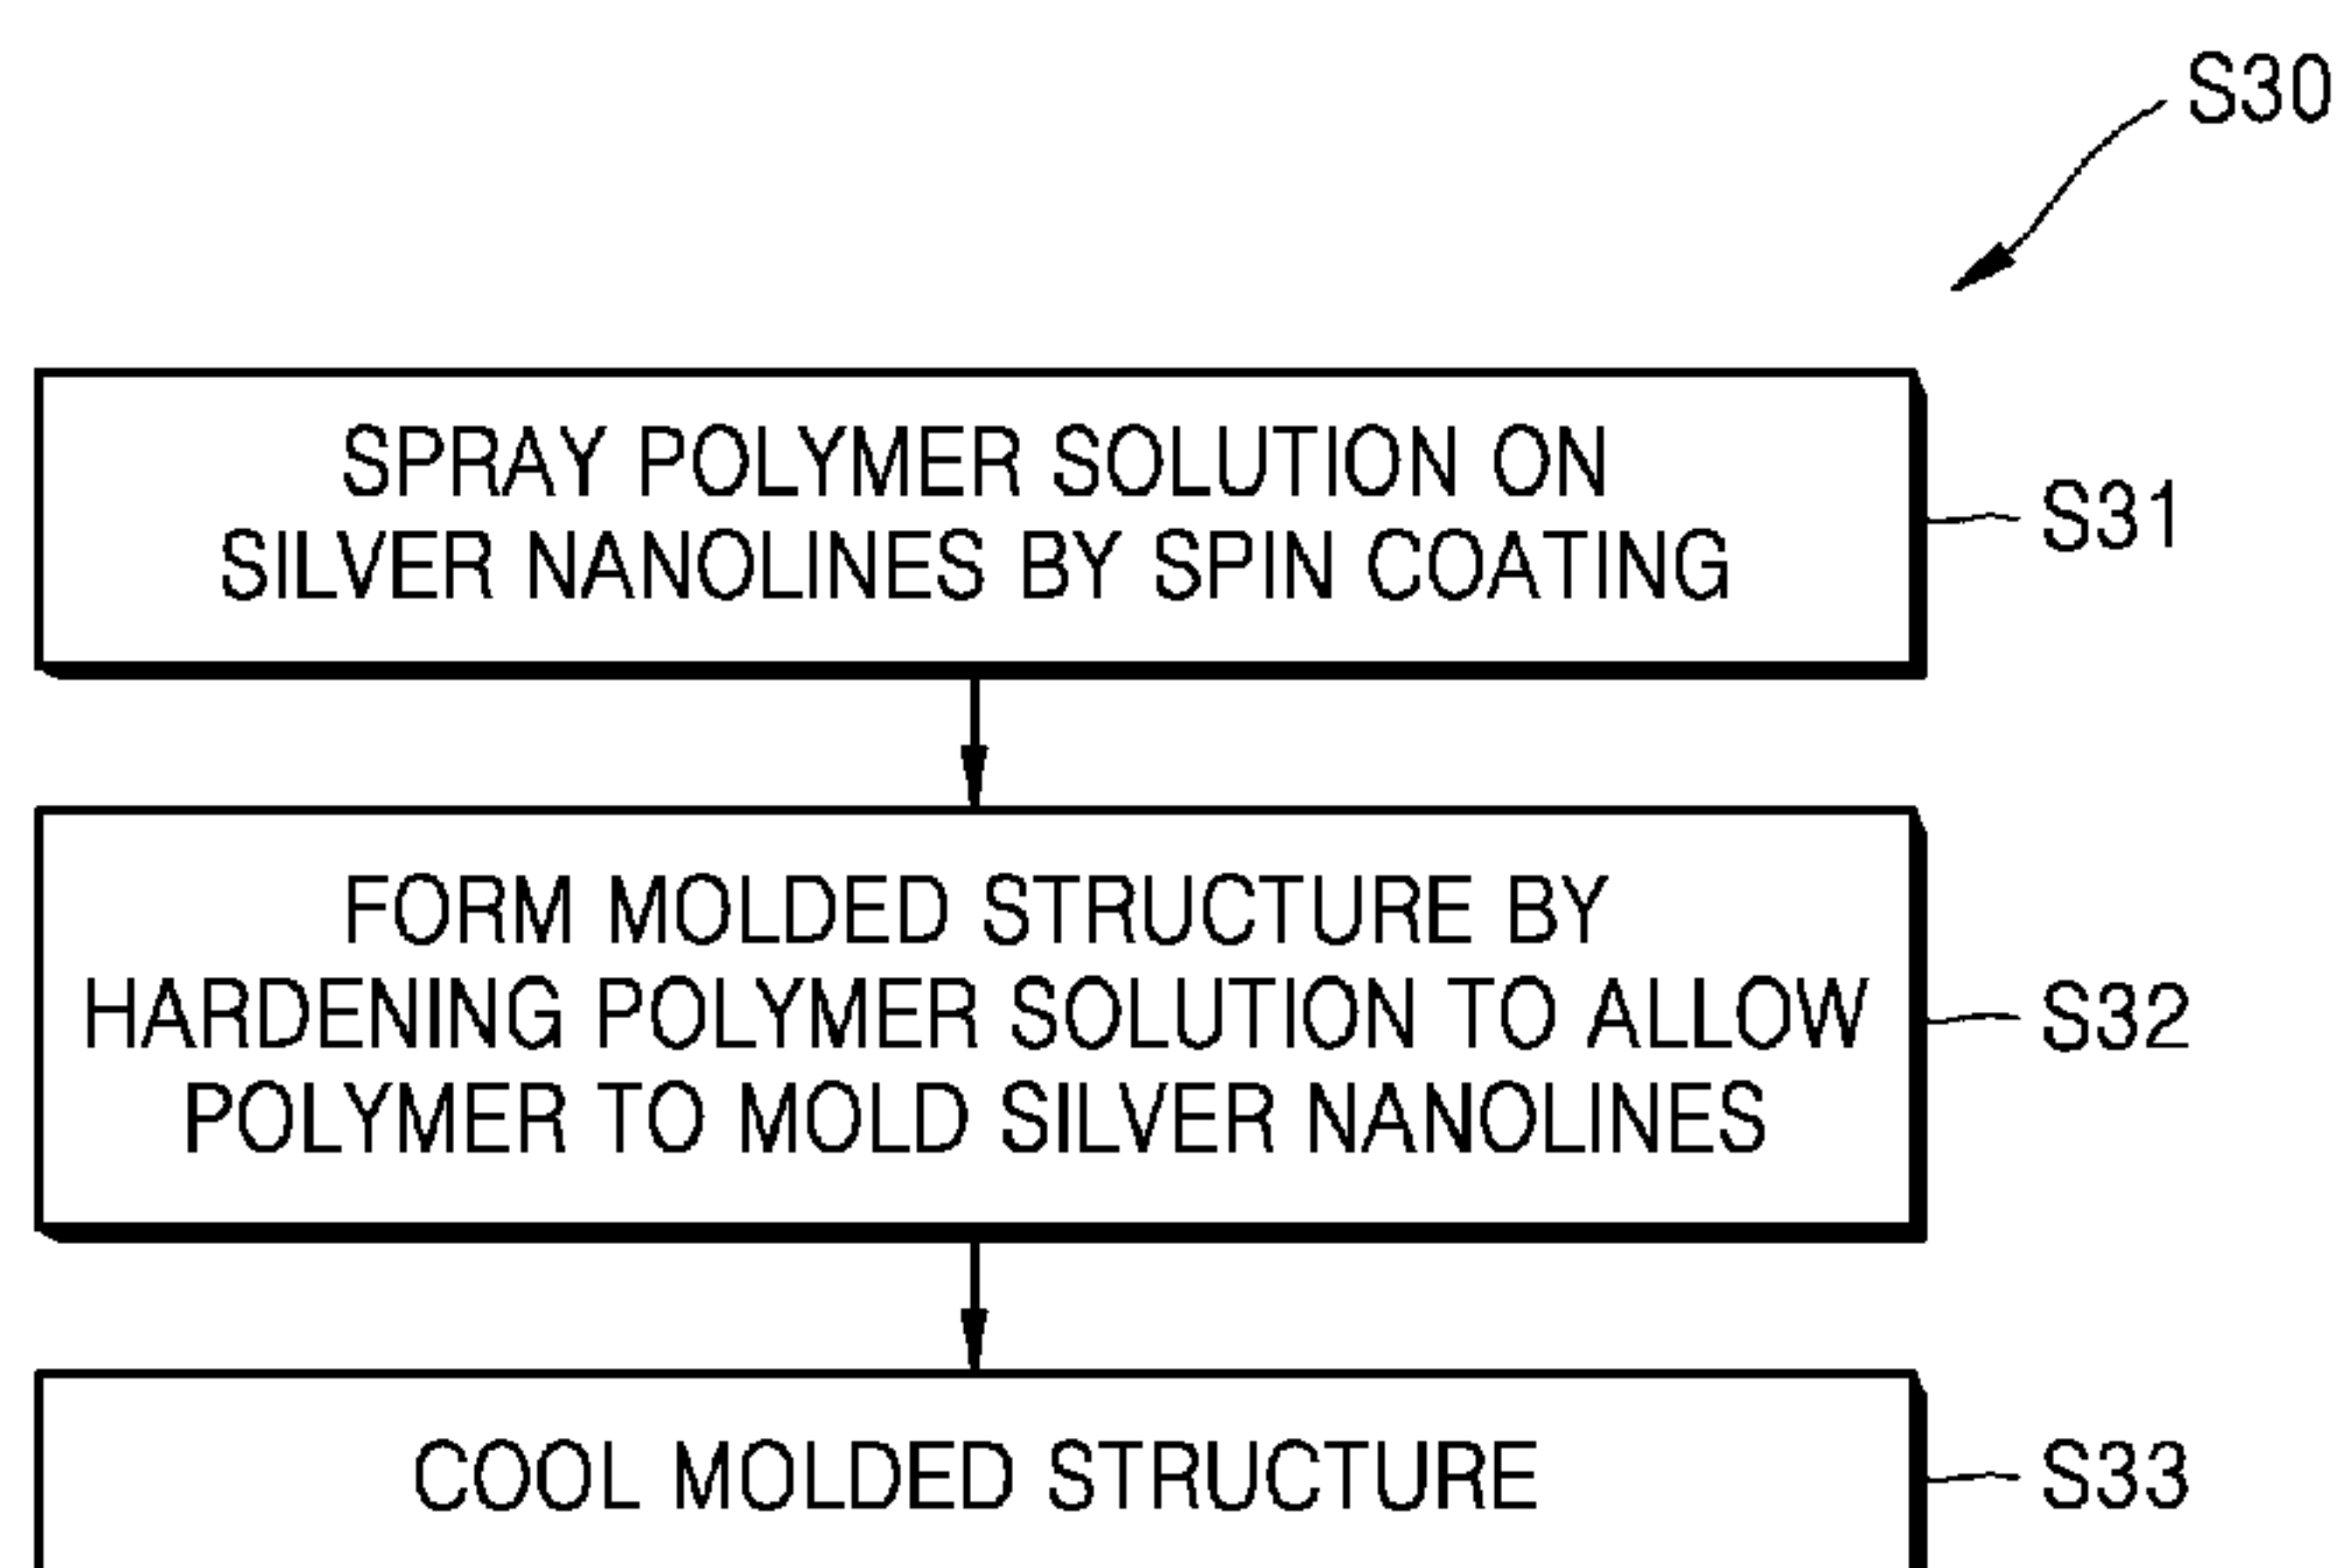 S30
SPRAY POLYMER SOLUTION ON
SILVER NANOLINES BY SPIN COATING
S31
FORM MOLDED STRUCTURE BY
HARDENING POLYMER SOLUTION TO ALLOW
POLYMER TO MOLD SILVER NANOLINES
S32
COOL MOLDED STRUCTURE
S33